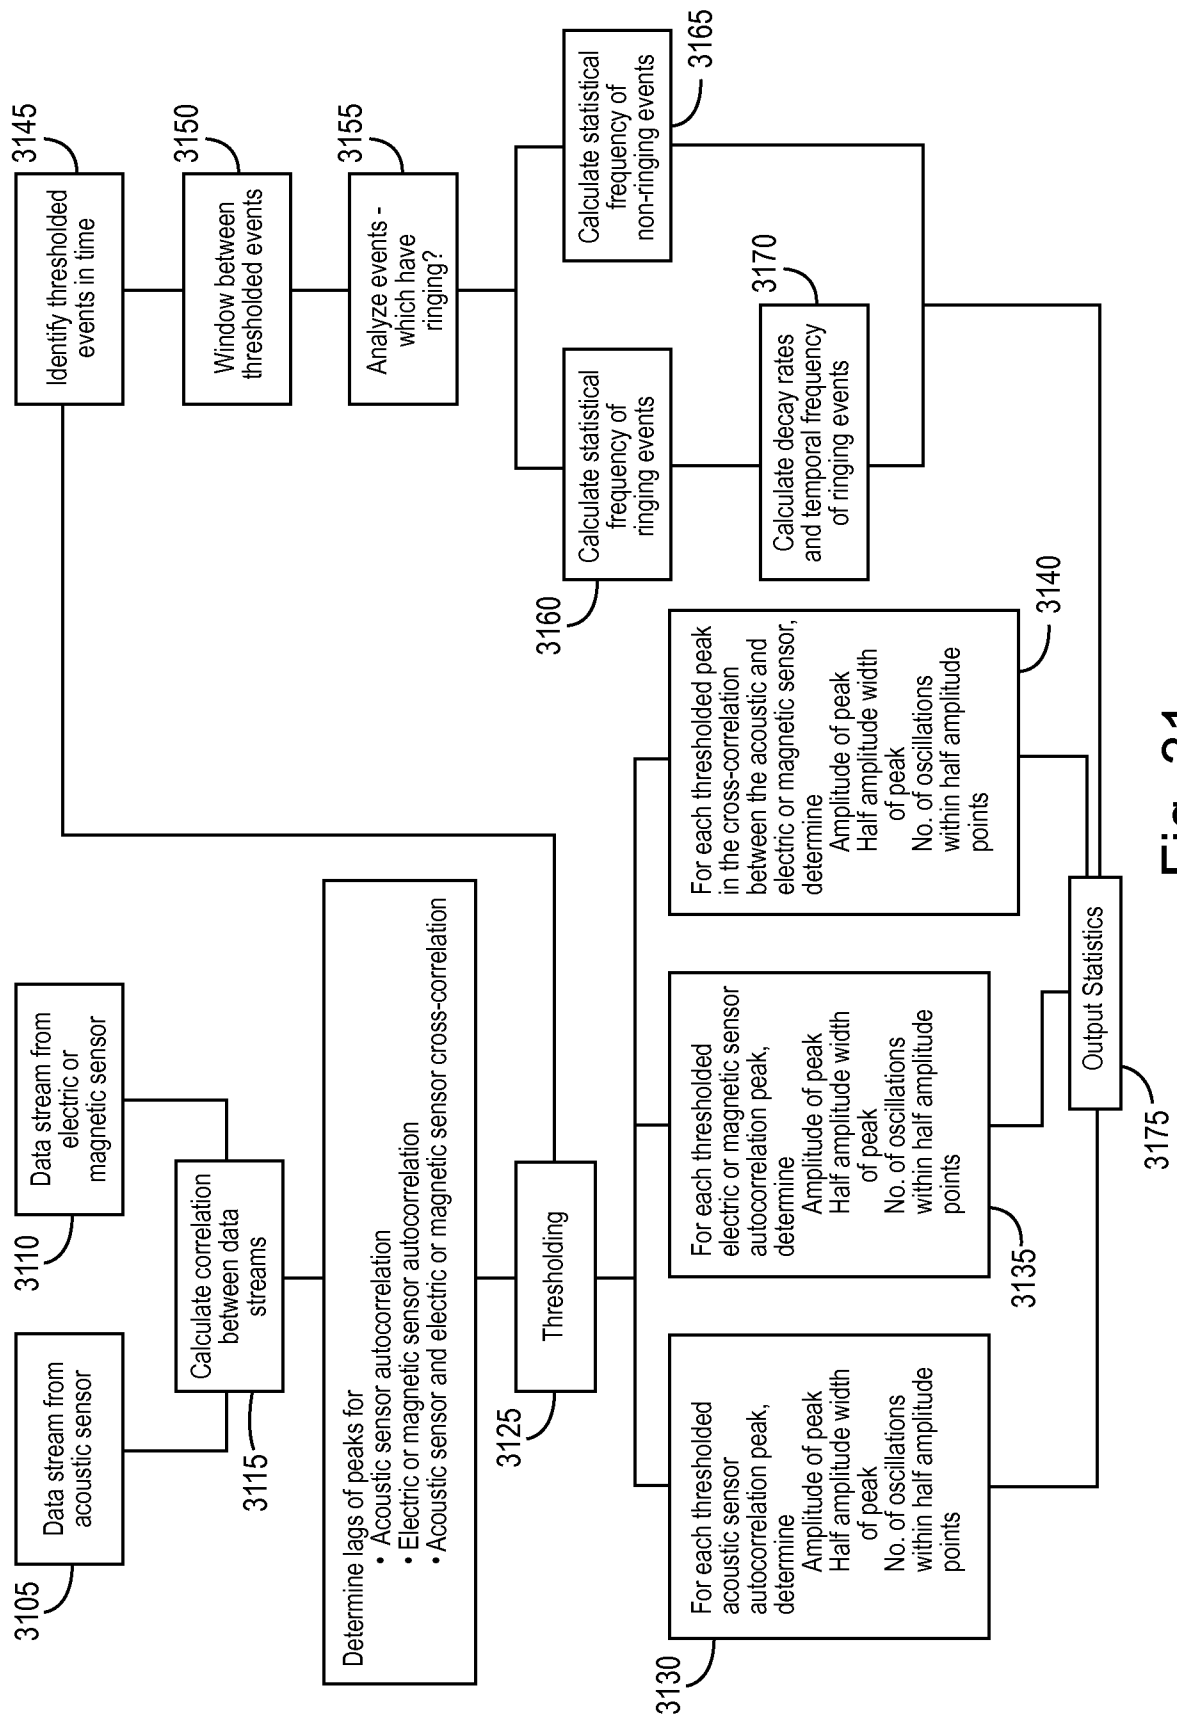 3105
Data stream from
acoustic sensor
3110
Data stream from
electric or
magnetic sensor
3115
Calculate correlation
between data
streams
Determine lags of peaks for
• Acoustic sensor autocorrelation
• Electric or magnetic sensor autocorrelation
• Acoustic sensor and electric or magnetic sensor cross-correlation
3125
Thresholding
3130
For each thresholded
acoustic sensor
autocorrelation peak,
determine
Amplitude of peak
Half amplitude width
of peak
No. of oscillations
within half amplitude
points
3135
For each thresholded
electric or magnetic sensor
autocorrelation peak,
determine
Amplitude of peak
Half amplitude width
of peak
No. of oscillations
within half amplitude
points
3140
For each thresholded peak
in the cross-correlation
between the acoustic and
electric or magnetic sensor,
determine
Amplitude of peak
Half amplitude width
of peak
No. of oscillations
within half amplitude
points
3145
Identify thresholded
events in time
3150
Window between
thresholded events
3155
Analyze events -
which have
ringing?
3160
Calculate statistical
frequency of
ringing events
3165
Calculate statistical
frequency of
non-ringing events
3170
Calculate decay rates
and temporal frequency
of ringing events
3175
Output Statistics